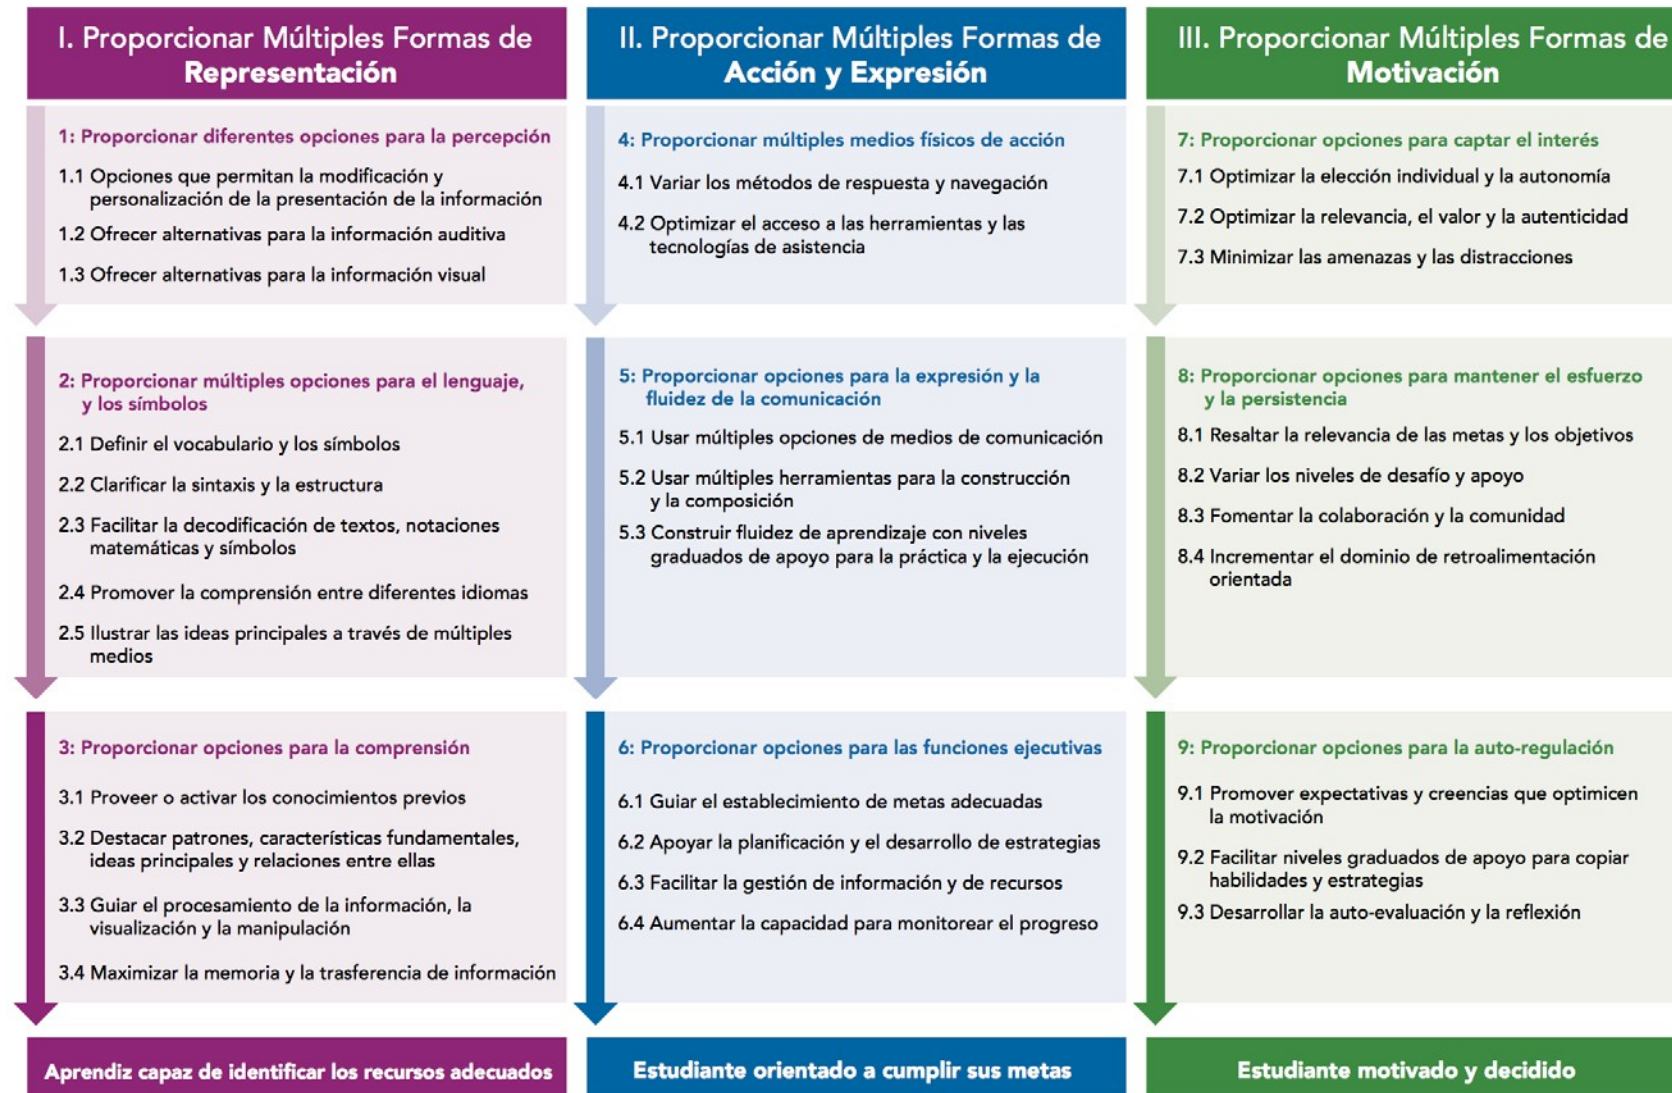 I. Proporcionar Múltiples Formas de
Representación
1: Proporcionar diferentes opciones para la percepción
1.1 Opciones que permitan la modificación y
personalización de la presentación de la información
1.2 Ofrecer alternativas para la información auditiva
1.3 Ofrecer alternativas para la información visual
2: Proporcionar múltiples opciones para el lenguaje,
y los símbolos
2.1 Definir el vocabulario y los símbolos
2.2 Clarificar la sintaxis y la estructura
2.3 Facilitar la decodificación de textos, notaciones
matemáticas y símbolos
2.4 Promover la comprensión entre diferentes idiomas
2.5 Ilustrar las ideas principales a través de múltiples
medios
3: Proporcionar opciones para la comprensión
3.1 Proveer o activar los conocimientos previos
3.2 Destacar patrones, características fundamentales,
ideas principales y relaciones entre ellas
3.3 Guiar el procesamiento de la información, la
visualización y la manipulación
3.4 Maximizar la memoria y la trasferencia de información
Aprendiz capaz de identificar los recursos adecuados
II. Proporcionar Múltiples Formas de
Acción y Expresión
4: Proporcionar múltiples medios físicos de acción
4.1 Variar los métodos de respuesta y navegación
4.2 Optimizar el acceso a las herramientas y las
tecnologías de asistencia
5: Proporcionar opciones para la expresión y la
fluidez de la comunicación
5.1 Usar múltiples opciones de medios de comunicación
5.2 Usar múltiples herramientas para la construcción
y la composición
5.3 Construir fluidez de aprendizaje con niveles
graduados de apoyo para la práctica y la ejecución
6: Proporcionar opciones para las funciones ejecutivas
6.1 Guiar el establecimiento de metas adecuadas
6.2 Apoyar la planificación y el desarrollo de estrategias
6.3 Facilitar la gestión de información y de recursos
6.4 Aumentar la capacidad para monitorear el progreso
Estudiante orientado a cumplir sus metas
III. Proporcionar Múltiples Formas de
Motivación
7: Proporcionar opciones para captar el interés
7.1 Optimizar la elección individual y la autonomía
7.2 Optimizar la relevancia, el valor y la autenticidad
7.3 Minimizar las amenazas y las distracciones
8: Proporcionar opciones para mantener el esfuerzo
y la persistencia
8.1 Resaltar la relevancia de las metas y los objetivos
8.2 Variar los niveles de desafío y apoyo
8.3 Fomentar la colaboración y la comunidad
8.4 Incrementar el dominio de retroalimentación
orientada
9: Proporcionar opciones para la auto-regulación
9.1 Promover expectativas y creencias que optimicen
la motivación
9.2 Facilitar niveles graduados de apoyo para copiar
habilidades y estrategias
9.3 Desarrollar la auto-evaluación y la reflexión
Estudiante motivado y decidido